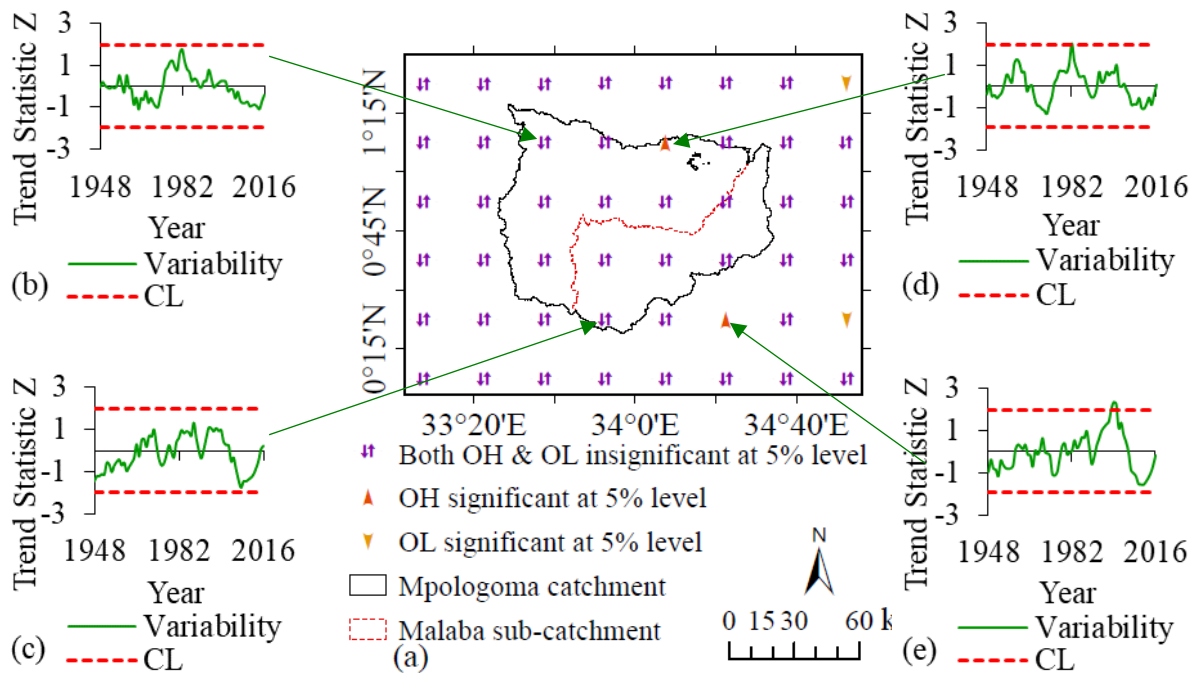 3
1
-1
-3
Trend Statistic Z
1948 1982 2016
Year
Variability
CL
(b)
3
1
-1
-3
Trend Statistic Z
1948 1982 2016
Year
Variability
CL
(c)
1°15'N
0°45'N
0°15'N
33°20'E 34°0'E 34°40'E
Both OH & OL insignificant at 5% level
OH significant at 5% level
OL significant at 5% level
Mpologoma catchment
Malaba sub-catchment
(a)
N
0 15 30 60 k
3
1
-1
-3
Trend Statistic Z
1948 1982 2016
Year
Variability
CL
(d)
3
1
-1
-3
Trend Statistic Z
1948 1982 2016
Year
Variability
CL
(e)